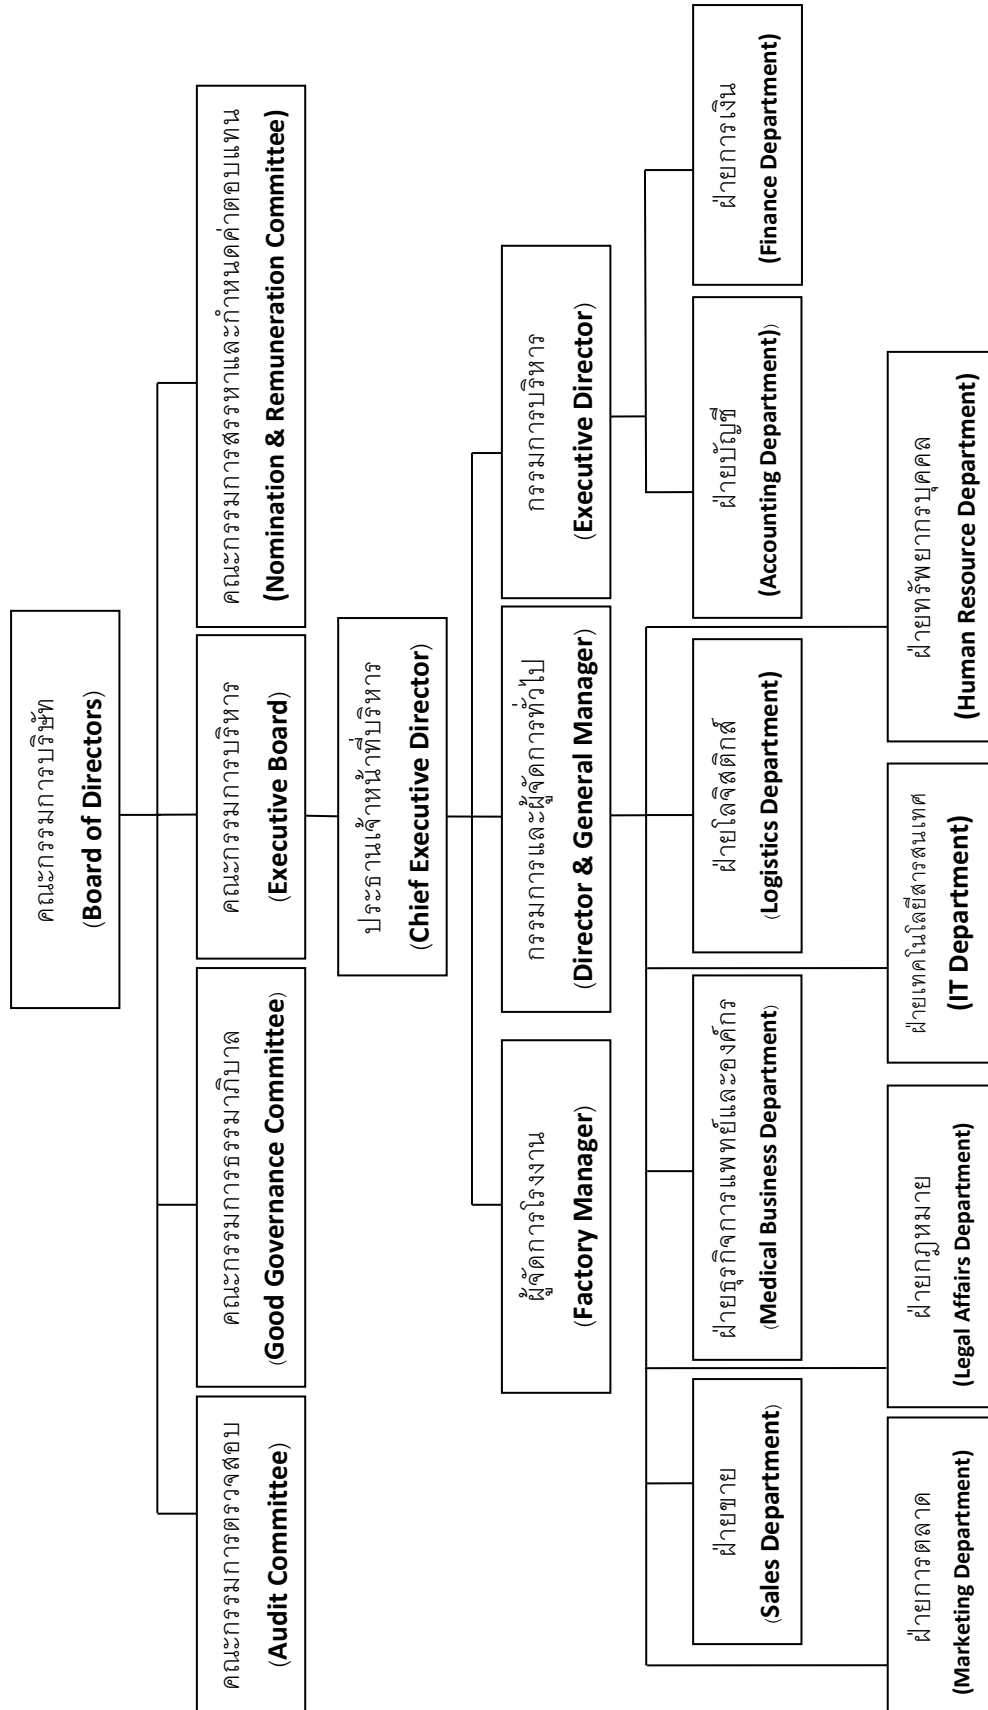 คณะกรรมการบริษัท
(Board of Directors)
คณะกรรมการตรวจสอบ
(Audit Committee)
คณะกรรมการธรรมาภิบาล
(Good Governance Committee)
คณะกรรมการบริหาร
(Executive Board)
คณะกรรมการสรรหาและกำหนดค่าตอบแทน
(Nomination & Remuneration Committee)
ประธานเจ้าหน้าที่บริหาร
(Chief Executive Director)
ผู้จัดการโรงงาน
(Factory Manager)
กรรมการและผู้จัดการทั่วไป
(Director & General Manager)
กรรมการบริหาร
(Executive Director)
ฝ่ายขาย
(Sales Department)
ฝ่ายธุรกิจการแพทย์และองค์กร
(Medical Business Department)
ฝ่ายโลจิสติกส์
(Logistics Department)
ฝ่ายบัญชี
(Accounting Department))
ฝ่ายการเงิน
(Finance Department)
ฝ่ายการตลาด
(Marketing Department)
ฝ่ายกฎหมาย
(Legal Affairs Department)
ฝ่ายเทคโนโลยีสารสนเทศ
(IT Department)
ฝ่ายทรัพยากรบุคคล
(Human Resource Department)